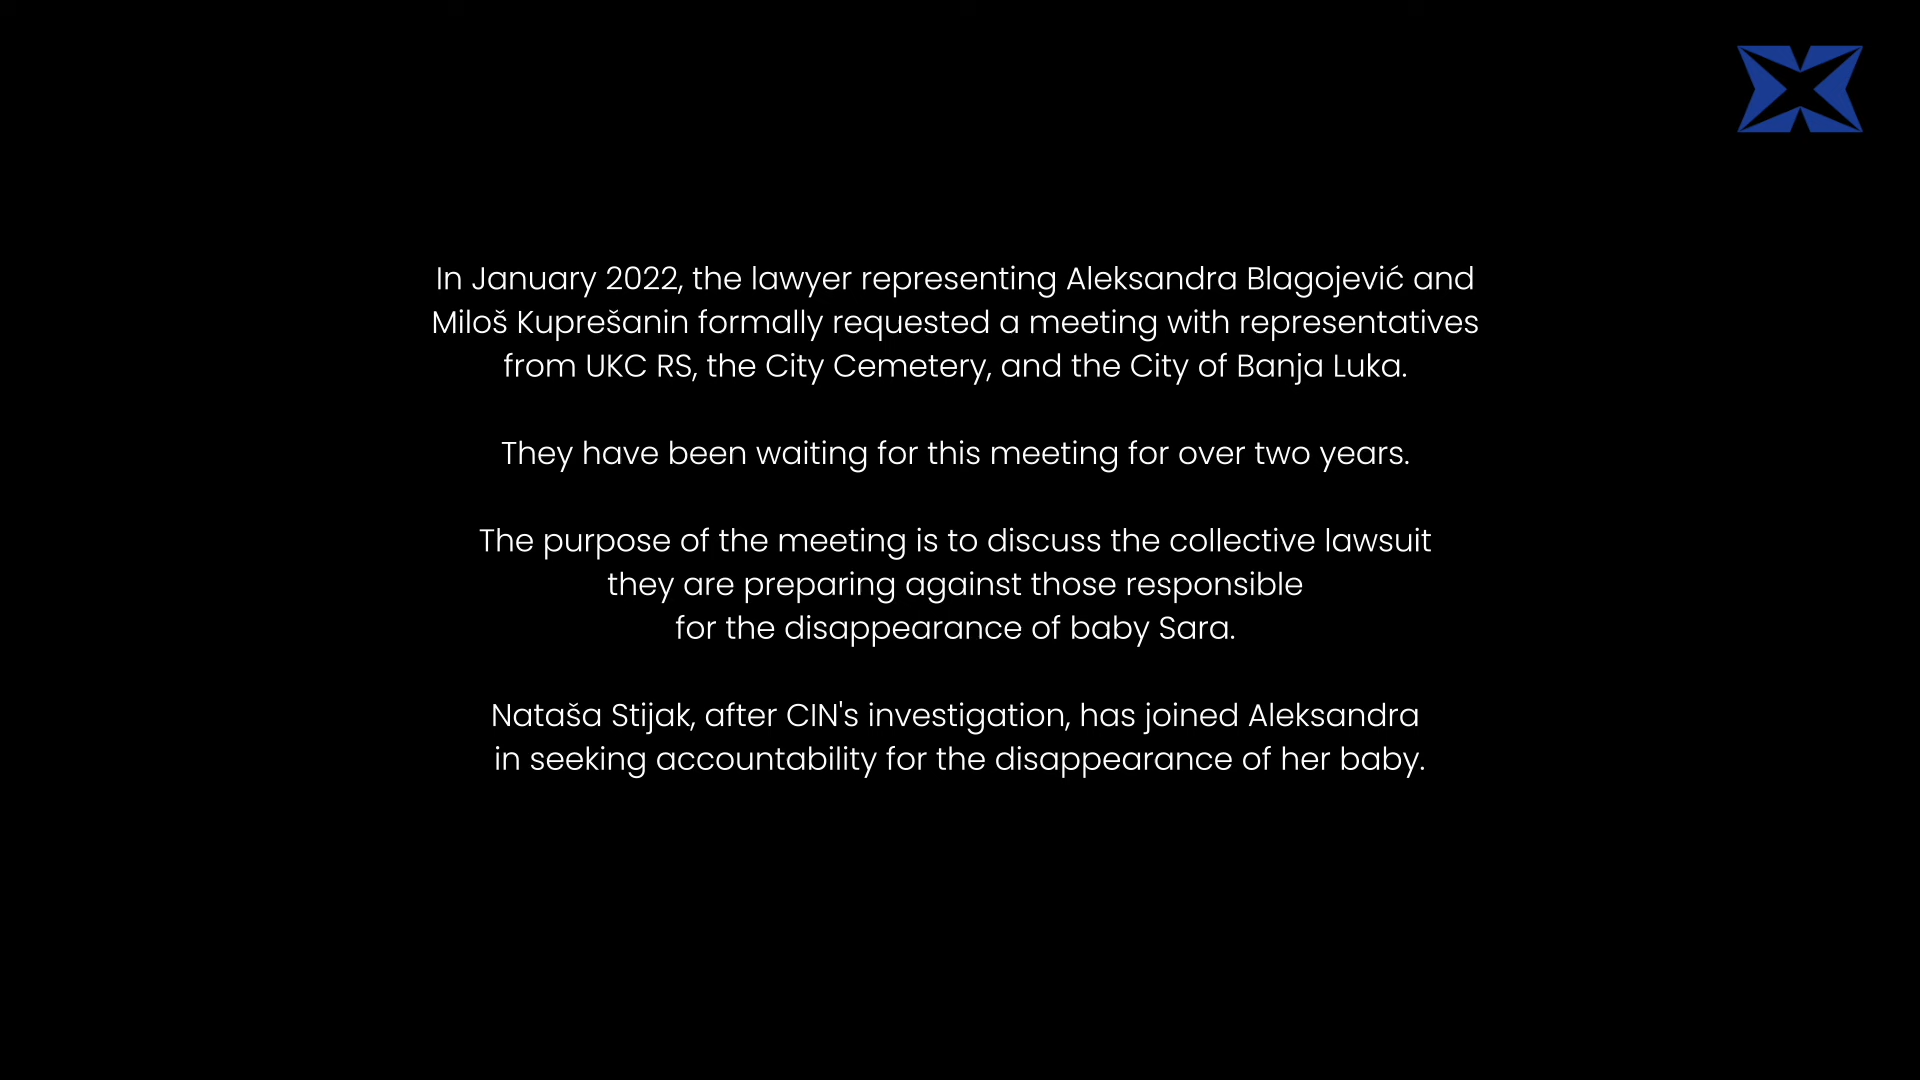 In January 2022, the lawyer representing Aleksandra Blagojević and
Miloš Kuprešanin formally requested a meeting with representatives
from UKC RS, the City Cemetery, and the City of Banja Luka.
They have been waiting for this meeting for over two years.
The purpose of the meeting is to discuss the collective lawsuit
they are preparing against those responsible
for the disappearance of baby Sara.
Nataša Stijak, after CIN's investigation, has joined Aleksandra
in seeking accountability for the disappearance of her baby.